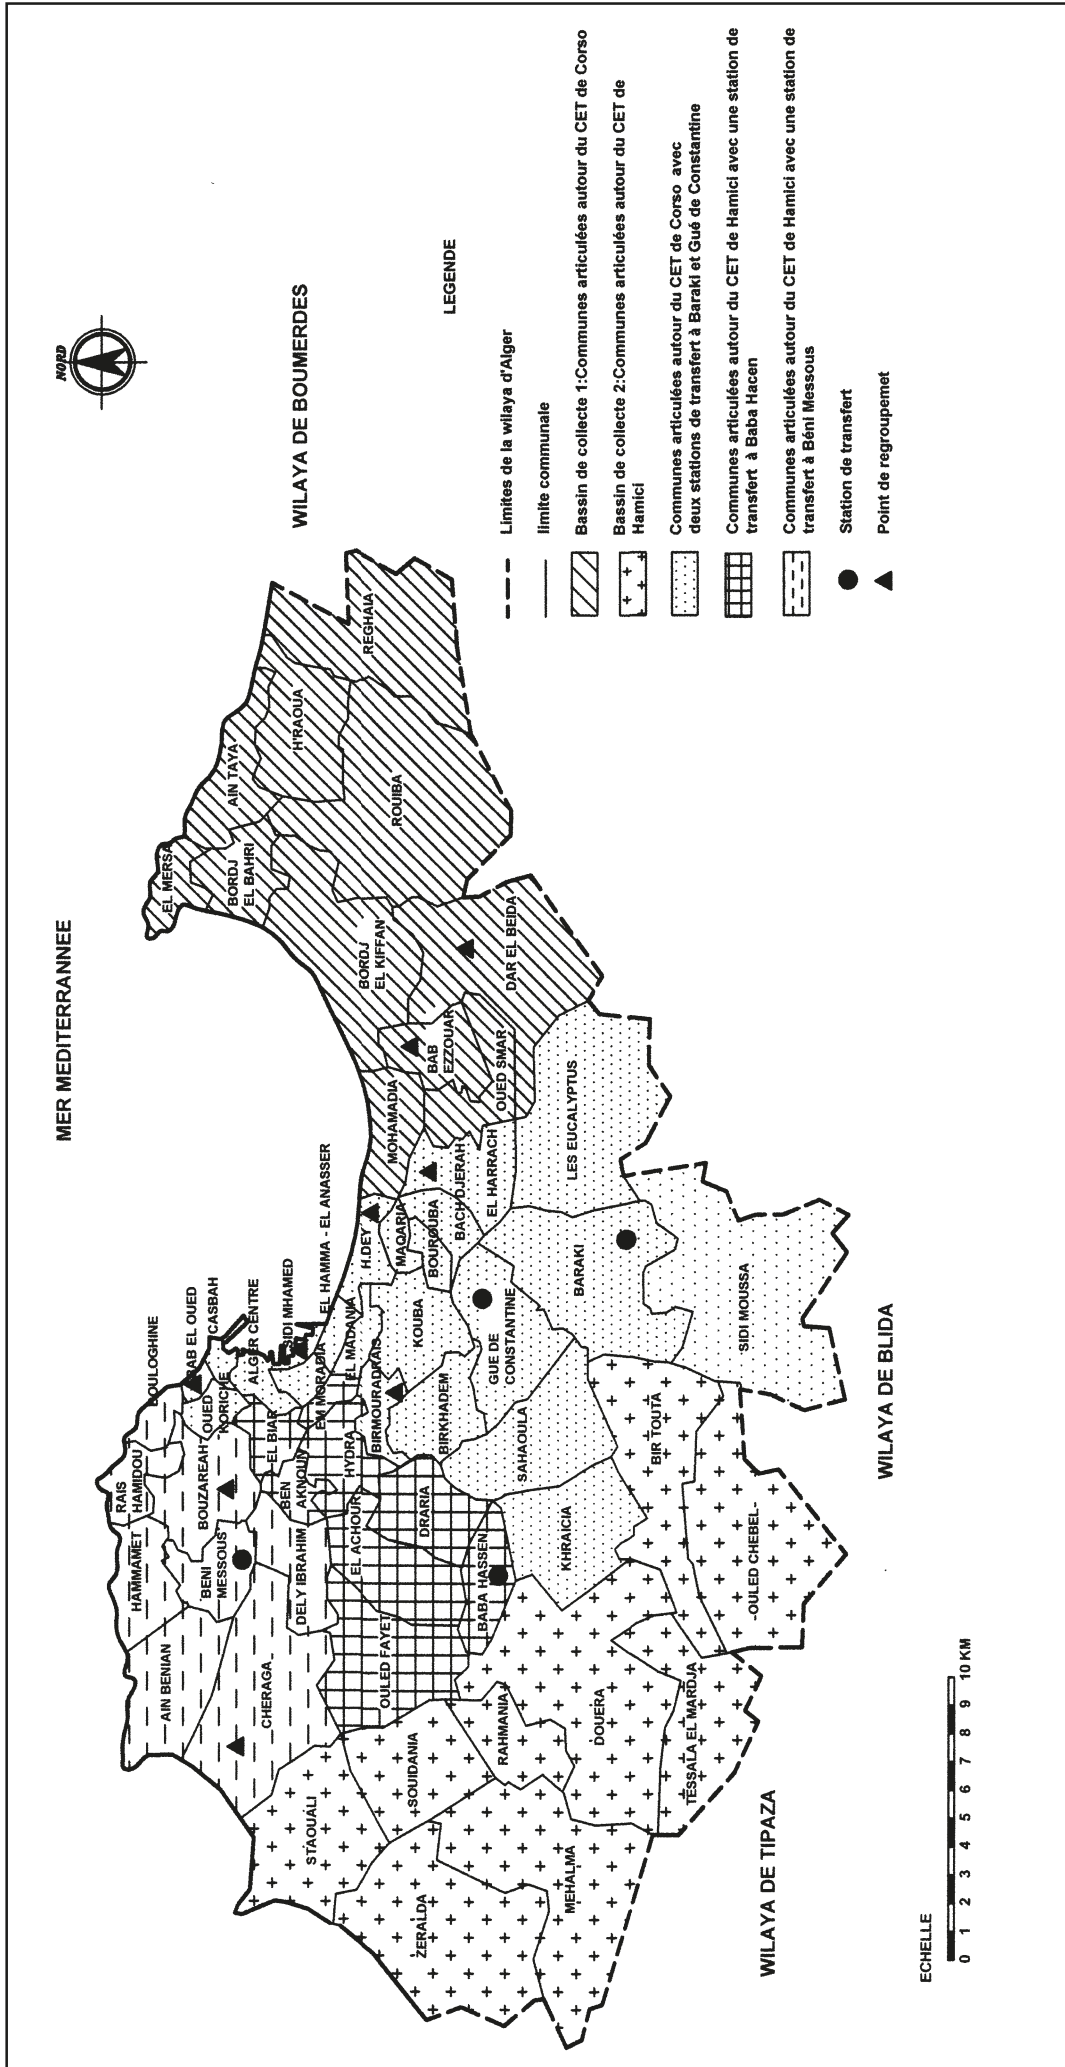 NORD
MER MEDITERRANNEE
WILAYA DE BOUMERDES
WILAYA DE BLIDA
WILAYA DE TIPAZA
RAIS
HAMIDOU
HAMMAMET
BOULOGHINE
BAB EL OUED
CASBAH
OUED
KORICHE
ALGER CENTRE
SIDI MHAMED
EL HAMMA - EL ANASSER
BOUZAREAH
BENI
MESSOUS
AIN BENIAN
CHERAGA
DELY IBRAHIM
BEN
AKNOUN
EL BIAR
EM MORADIA
EL MADANIA
HYDRA
BIRMOURADRAIS
EL ACHOUR
DRARIA
OULED FAYET
BABA HASSEN
STAOUALI
SOUIDANIA
ZERALDA
RAHMANIA
MEHALMA
DOUERA
TESSALA EL MARDJA
KHRAICIA
SAHAOULA
BIRKHADEM
KOUBA
GUE DE
CONSTANTINE
BIR TOUTA
-OULED CHEBEL-
H.DEY
MAQARIA
BOUROUBA
BACH DJERAH
EL HARRACH
BARAKI
SIDI MOUSSA
LES EUCALYPTUS
MOHAMADIA
BAB
EZZOUAR
OUED SMAR
DAR EL BEIDA
BORDJ
EL KIFFAN
BORDJ
EL BAHRI
EL MERSA
AIN TAYA
H'RAOUA
ROUIBA
REGHAIA
LEGENDE
Limites de la wilaya d'Alger
limite communale
Bassin de collecte 1:Communes articulées autour du CET de Corso
Bassin de collecte 2:Communes articulées autour du CET de
Hamici
Communes articulées autour du CET de Corso avec
deux stations de transfert à Baraki et Gué de Constantine
Communes articulées autour du CET de Hamici avec une station de
transfert à Baba Hacen
Communes articulées autour du CET de Hamici avec une station de
transfert à Béni Messous
Station de transfert
Point de regroupemet
ECHELLE
0 1 2 3 4 5 6 7 8 9 10 KM